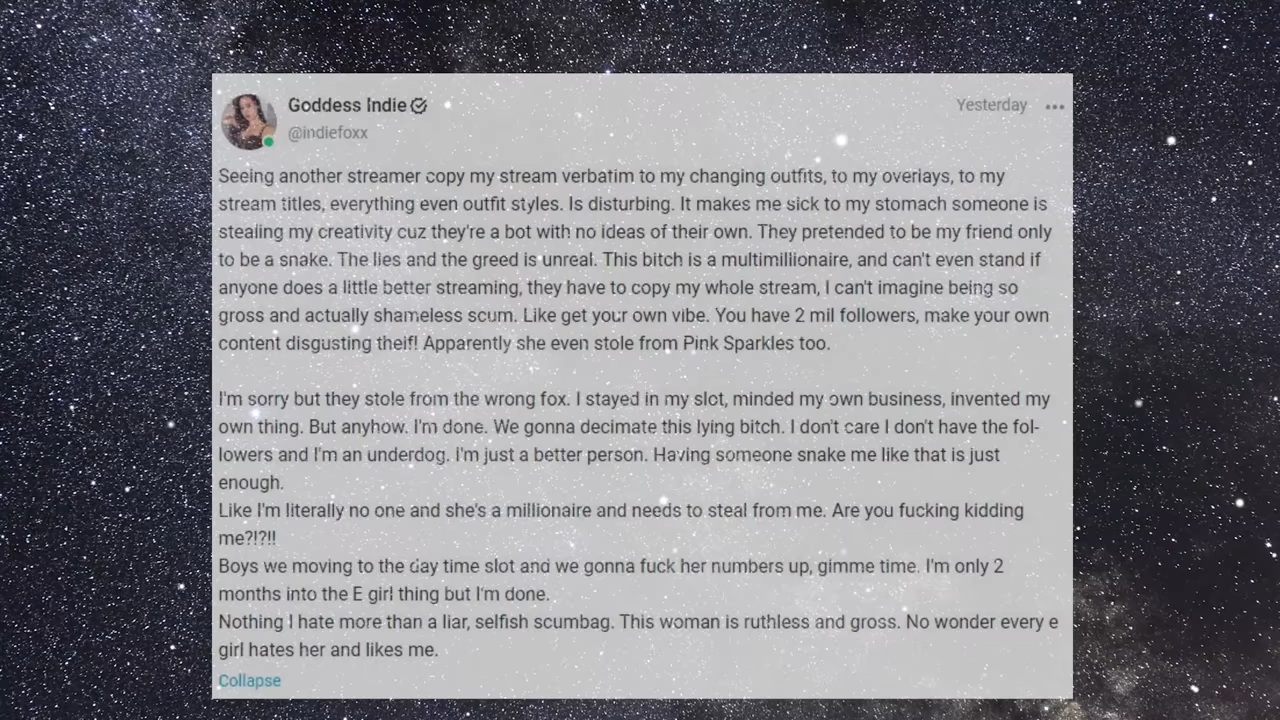 Goddess Indie
Yesterday
@indiefoxx
Seeing another streamer copy my stream verbatim to my changing outfits, to my overlays, to my
stream titles, everything even outfit styles. Is disturbing. It makes me sick to my stomach someone is
stealing my creativity cuz they're a bot with no ideas of their own. They pretended to be my friend only
to be a snake. The lies and the greed is unreal. This bitch is a multimillionaire, and can't even stand if
anyone does a little better streaming, they have to copy my whole stream, I can't imagine being so
gross and actually shameless scum. Like get your own vibe. You have 2 mil followers, make your own
content disgusting theif! Apparently she even stole from Pink Sparkles too.
I'm sorry but they stole from the wrong fox. I stayed in my slot, minded my own business, invented my
own thing. But anyhow. I'm done. We gonna decimate this lying bitch. I don't care I don't have the fol-
lowers and I'm an underdog. I'm just a better person. Having someone snake me like that is just
enough.
Like I'm literally no one and she's a millionaire and needs to steal from me. Are you fucking kidding
me?!?!!
Boys we moving to the day time slot and we gonna fuck her numbers up, gimme time. I'm only 2
months into the E girl thing but I'm done.
Nothing I hate more than a liar, selfish scumbag. This woman is ruthless and gross. No wonder every e
girl hates her and likes me.
Collapse